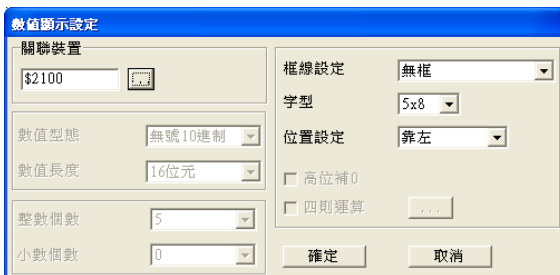 數值顯示設定
關聯裝置
$2100
...
數值型態 無號10進制
數值長度 16位元
整數個數 5
小數個數 0
框線設定 無框
字型 5x8
位置設定 靠左
高位補0
四則運算 ...
確定 取消